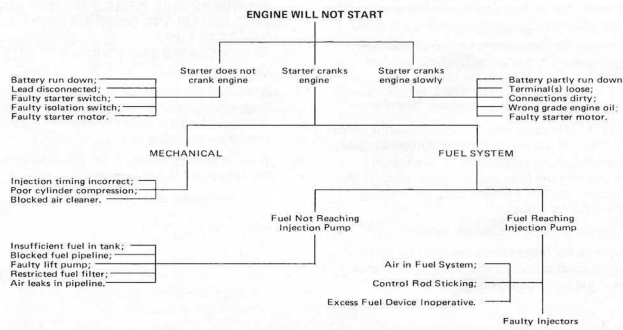 ENGINE WILL NOT START
Starter does not
crank engine
Starter cranks
engine
Starter cranks
engine slowly
Battery run down;
Lead disconnected;
Faulty starter switch;
Faulty isolation switch;
Faulty starter motor.
Battery partly run down
Terminal(s) loose;
Connections dirty;
Wrong grade engine oil;
Faulty starter motor.
MECHANICAL
FUEL SYSTEM
Injection timing incorrect;
Poor cylinder compression;
Blocked air cleaner.
Fuel Not Reaching
Injection Pump
Fuel Reaching
Injection Pump
Insufficient fuel in tank;
Blocked fuel pipeline;
Faulty lift pump;
Restricted fuel filter;
Air leaks in pipeline.
Air in Fuel System;
Control Rod Sticking;
Excess Fuel Device Inoperative.
Faulty Injectors